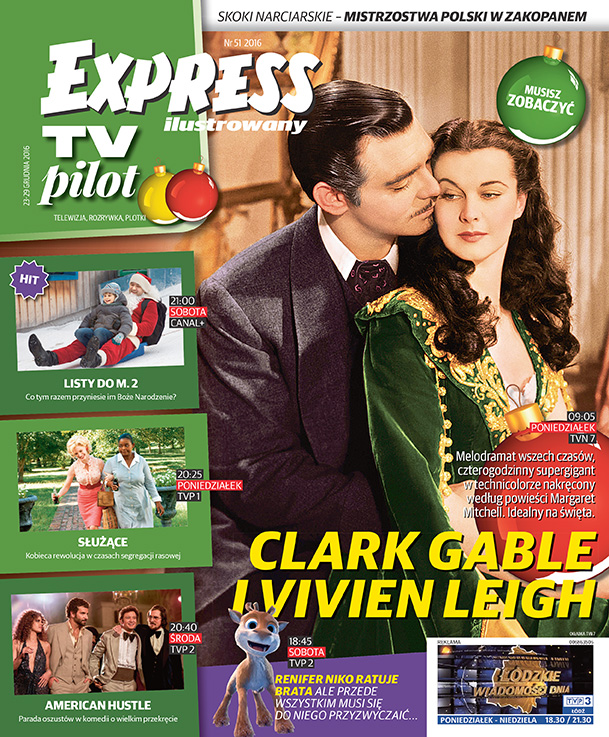 SKOKI NARCIARSKIE – MISTRZOSTWA POLSKI W ZAKOPANEM
Nr 51 2016
EXPRESS
ilustrowany
TV
pilot
23-29 GRUDNIA 2016
TELEWIZJA, ROZRYWKA, PLOTKI
MUSISZ
ZOBACZYĆ
HIT
21:00
SOBOTA
CANAL+
LISTY DO M. 2
Co tym razem przyniesie im Boże Narodzenie?
20:25
PONIEDZIAŁEK
TVP 1
SŁUŻĄCE
Kobieca rewolucja w czasach segregacji rasowej
20:40
ŚRODA
TVP 2
AMERICAN HUSTLE
Parada oszustów w komedii o wielkim przekręcie
09:05
PONIEDZIAŁEK
TVN 7
Melodramat wszech czasów,
czterogodzinny supergigant
w technicolorze nakręcony
według powieści Margaret
Mitchell. Idealny na święta.
CLARK GABLE
I VIVIEN LEIGH
18:45
SOBOTA
TVP 2
RENIFER NIKO RATUJE
BRATA ALE PRZEDE
WSZYSTKIM MUSI SIĘ
DO NIEGO PRZYZWYCZAIĆ...
REKLAMA
ŁÓDZKIE
WIADOMOŚCI DNIA
TVP 3
ŁÓDŹ
PONIEDZIAŁEK - NIEDZIELA 18.30 / 21.30